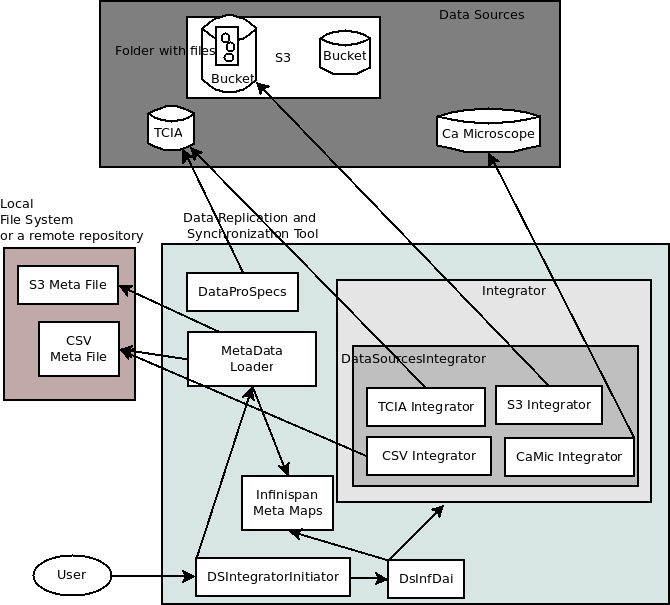 Data Sources
Folder with files
S3
Bucket
Bucket
TCIA
Ca Microscope
Local
File System
or a remote repository
Data Replication and
Synchronization Tool
S3 Meta File
CSV
Meta File
DataProSpecs
Integrator
MetaData
Loader
DataSourcesIntegrator
TCIA Integrator
S3 Integrator
CSV Integrator
CaMic Integrator
Infinispan
Meta Maps
User
DSIntegratorInitiator
DsInfDai